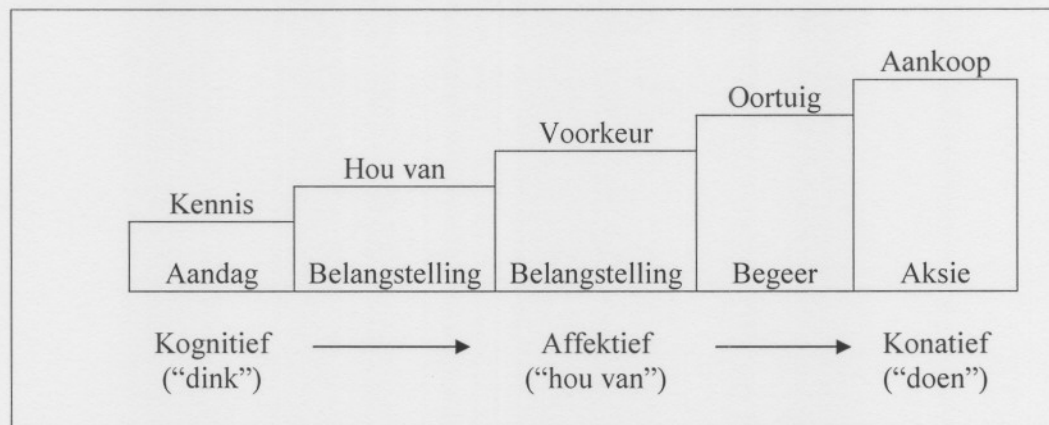 Aankoop
Oortuig
Voorkeur
Hou van
Kennis
Aandag Belangstelling Belangstelling Begeer Aksie
Kognitief Affektief Konatief
(“dink”) (“hou van”) (“doen”)